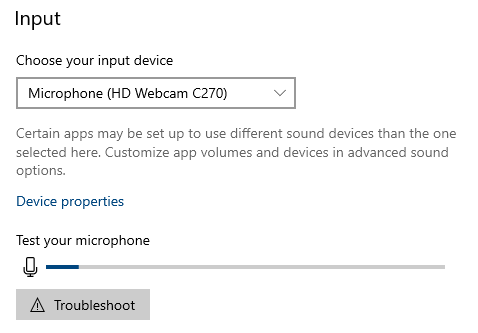 Input
Choose your input device
Microphone (HD Webcam C270)
Certain apps may be set up to use different sound devices than the one
selected here. Customize app volumes and devices in advanced sound
options.
Device properties
Test your microphone
Troubleshoot